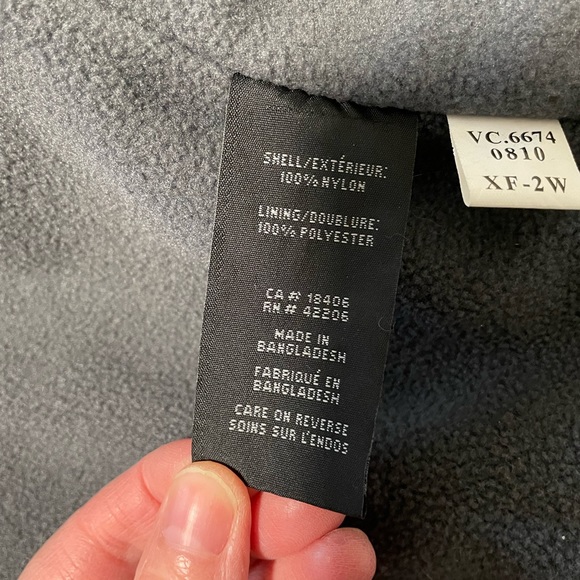 SHELL/EXTÉRIEUR:
100% NYLON
LINING/DOUBLURE:
100% POLYESTER
CA # 18406
RN # 42206
MADE IN
BANGLADESH
FABRIQUÉ EN
BANGLADESH
CARE ON REVERSE
SOINS SUR L'ENDOS
VC.6674
0810
XF-2W